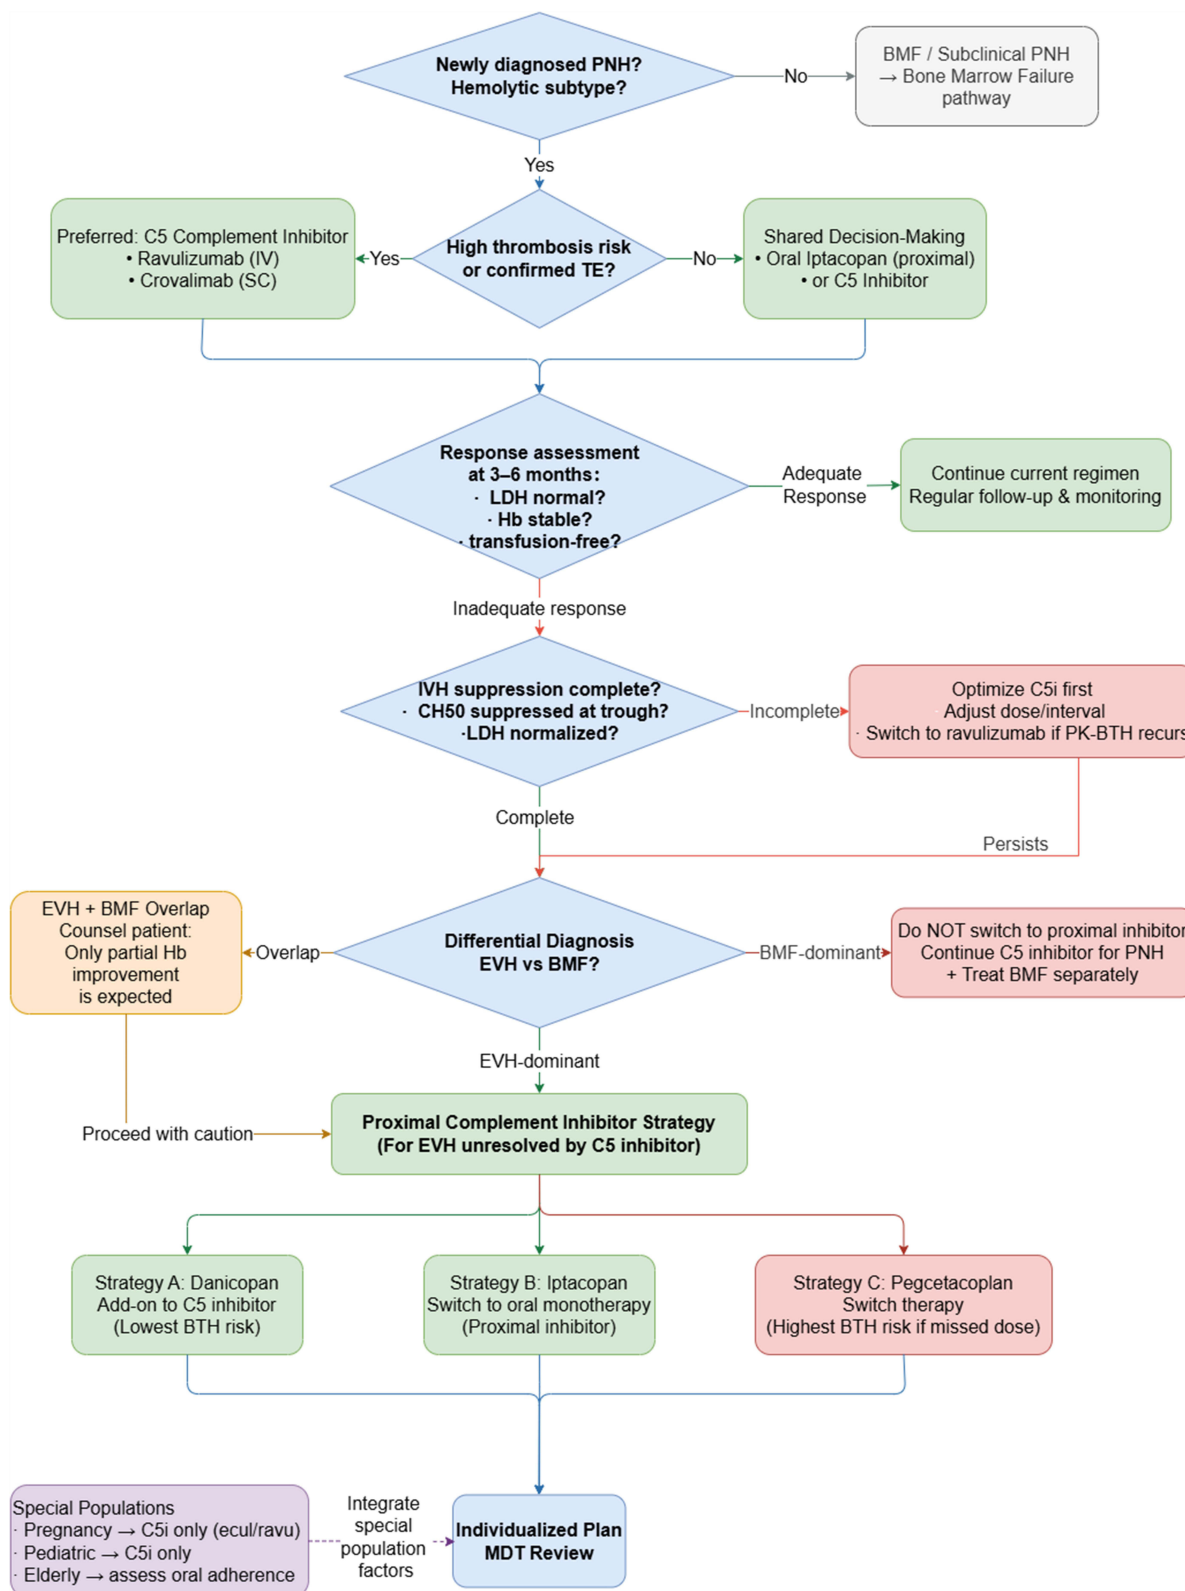 Newly diagnosed PNH?
Hemolytic subtype?
No
BMF / Subclinical PNH
→ Bone Marrow Failure
pathway
Yes
Preferred: C5 Complement Inhibitor
• Ravulizumab (IV)
• Crovalimab (SC)
Yes
High thrombosis risk
or confirmed TE?
No
Shared Decision-Making
• Oral Iptacopan (proximal)
• or C5 Inhibitor
Response assessment
at 3–6 months:
· LDH normal?
· Hb stable?
· transfusion-free?
Adequate
Response
Continue current regimen
Regular follow-up & monitoring
Inadequate response
IVH suppression complete?
· CH50 suppressed at trough?
·LDH normalized?
Incomplete
Optimize C5i first
· Adjust dose/interval
· Switch to ravulizumab if PK-BTH recurs
Complete
Persists
EVH + BMF Overlap
Counsel patient:
Only partial Hb
improvement
is expected
Overlap
Differential Diagnosis
EVH vs BMF?
BMF-dominant
Do NOT switch to proximal inhibitor
Continue C5 inhibitor for PNH
+ Treat BMF separately
EVH-dominant
Proceed with caution
Proximal Complement Inhibitor Strategy
(For EVH unresolved by C5 inhibitor)
Strategy A: Danicopan
Add-on to C5 inhibitor
(Lowest BTH risk)
Strategy B: Iptacopan
Switch to oral monotherapy
(Proximal inhibitor)
Strategy C: Pegcetacoplan
Switch therapy
(Highest BTH risk if missed dose)
Special Populations
· Pregnancy → C5i only (ecul/ravu)
· Pediatric → C5i only
· Elderly → assess oral adherence
Integrate
special
population
factors
Individualized Plan
MDT Review